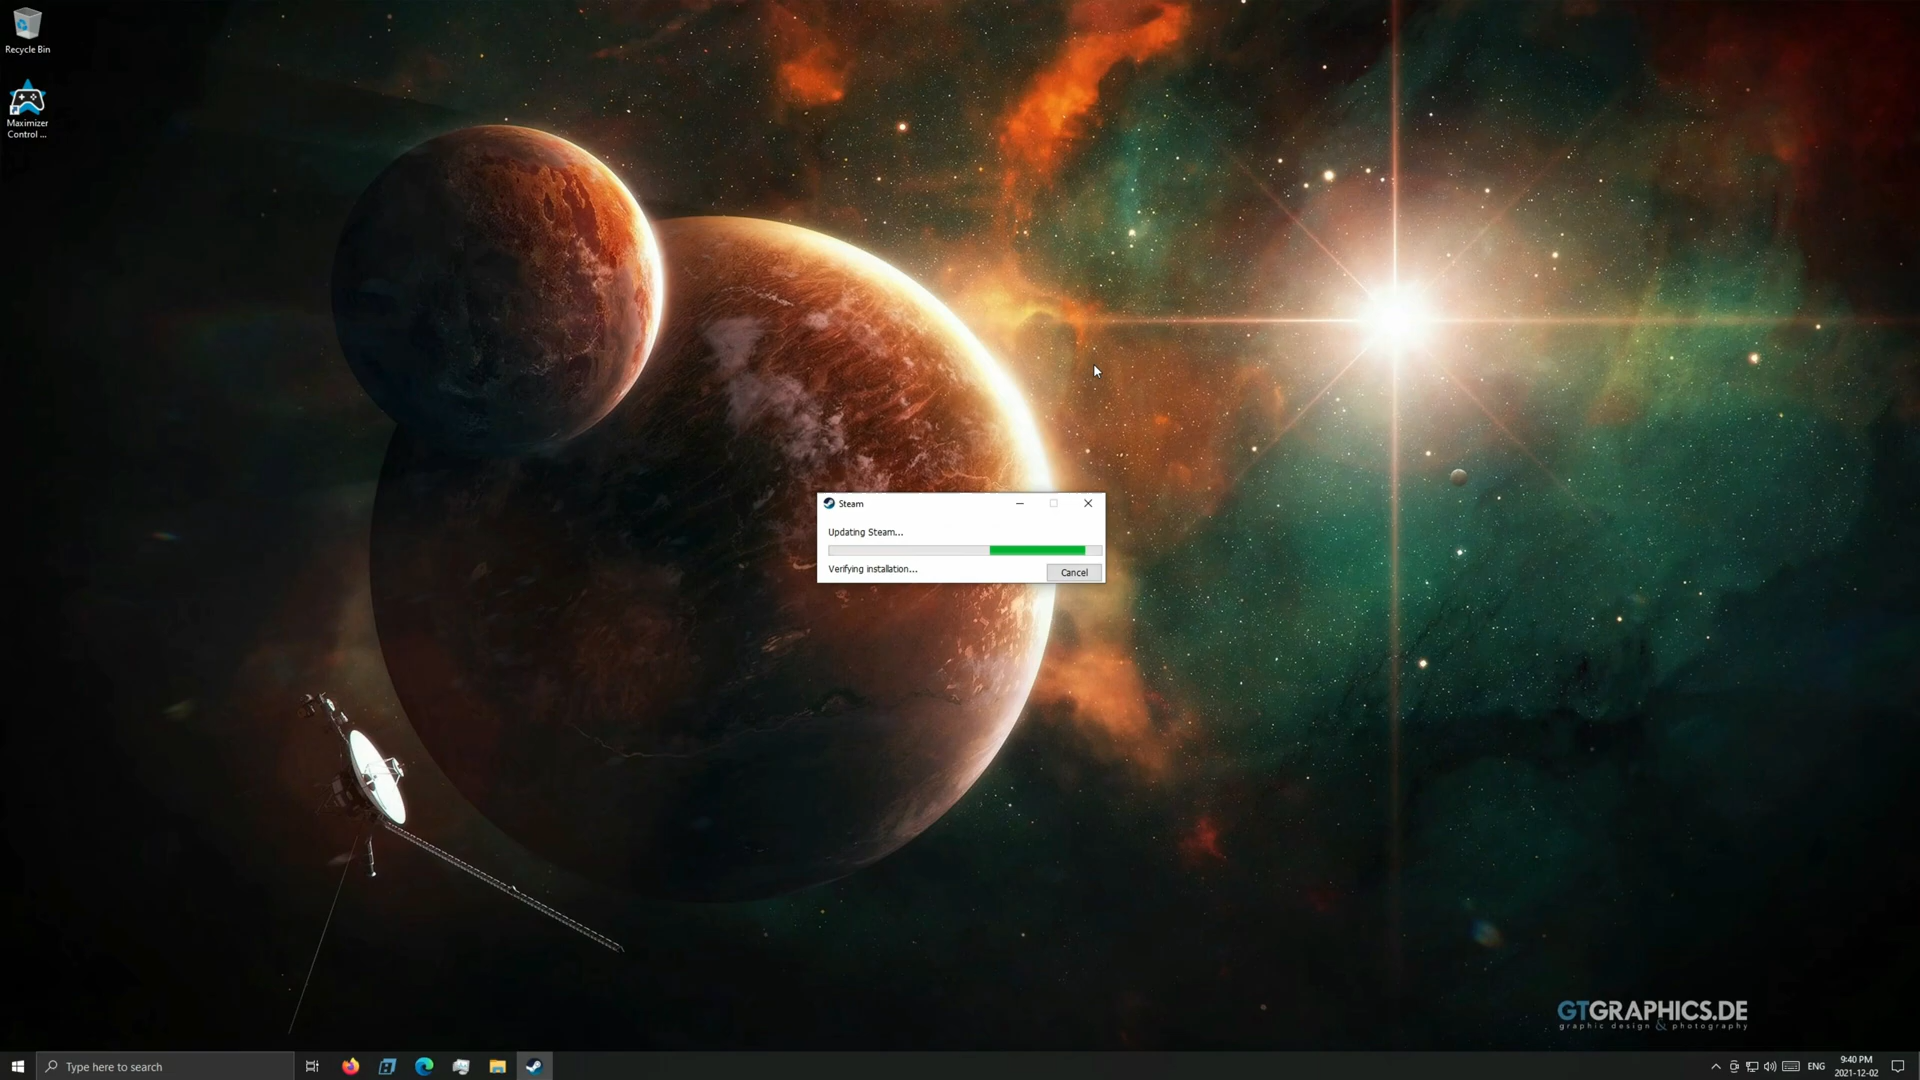 Recycle Bin
Maximizer
Control ...
Steam
Updating Steam...
Verifying installation...
Cancel
GTGRAPHICS.DE
graphic design & photography
Type here to search
ENG
9:40 PM
2021-12-02